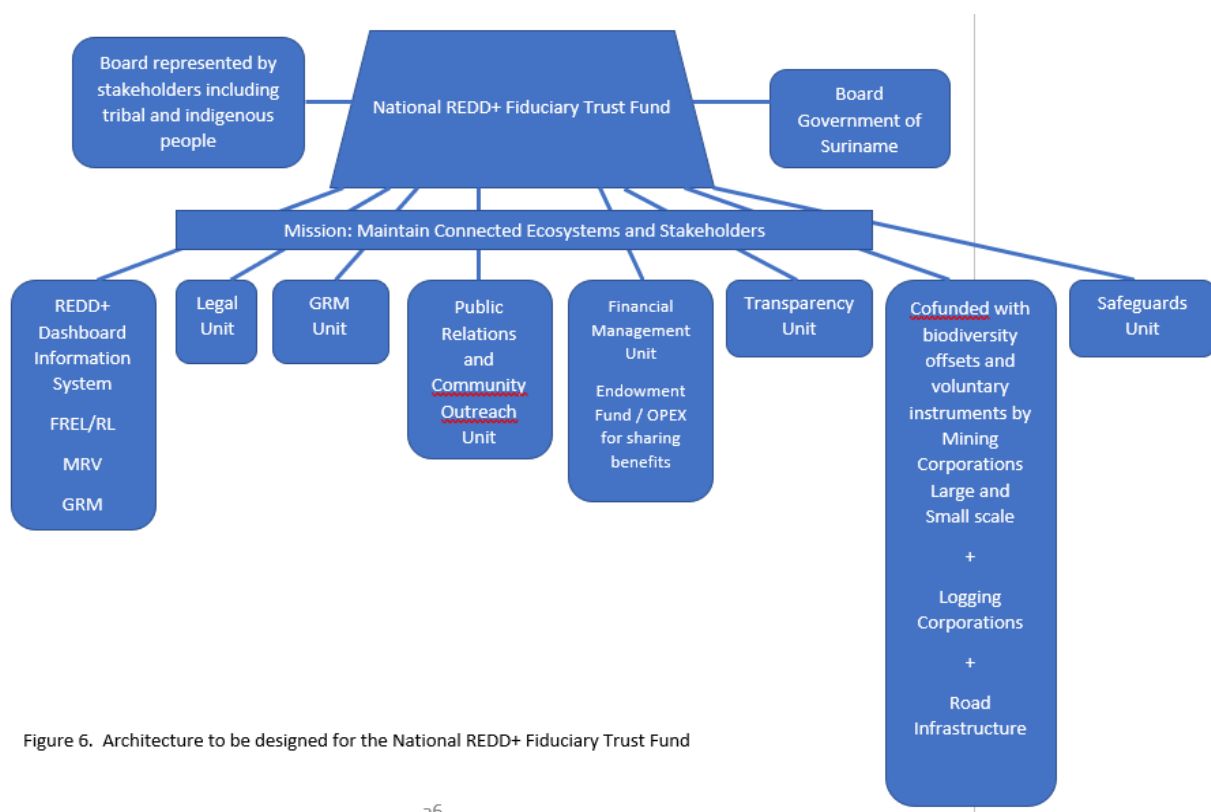 Board represented by
stakeholders including
tribal and indigenous
people
National REDD+ Fiduciary Trust Fund
Board
Government of
Suriname
Mission: Maintain Connected Ecosystems and Stakeholders
REDD+
Dashboard
Information
System
FREL/RL
MRV
GRM
Legal
Unit
GRM
Unit
Public
Relations
and
Community
Outreach
Unit
Financial
Management
Unit
Endowment
Fund / OPEX
for sharing
benefits
Transparency
Unit
Cofunded with
biodiversity
offsets and
voluntary
instruments by
Mining
Corporations
Large and
Small scale
+
Logging
Corporations
+
Road
Infrastructure
Safeguards
Unit
Figure 6.  Architecture to be designed for the National REDD+ Fiduciary Trust Fund